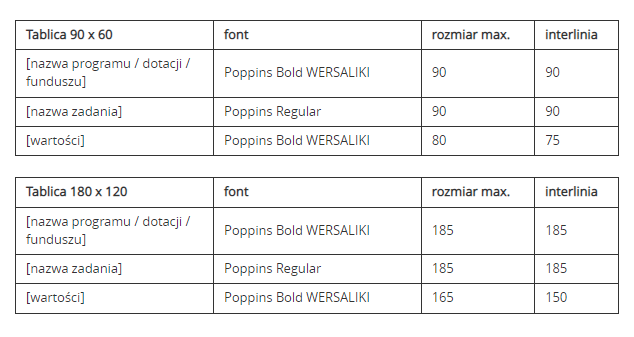 Tablica 90 x 60 font rozmiar max. interlinia
[nazwa programu / dotacji /
funduszu] Poppins Bold WERSALIKI 90 90
[nazwa zadania] Poppins Regular 90 90
[wartości] Poppins Bold WERSALIKI 80 75
Tablica 180 x 120 font rozmiar max. interlinia
[nazwa programu / dotacji /
funduszu] Poppins Bold WERSALIKI 185 185
[nazwa zadania] Poppins Regular 185 185
[wartości] Poppins Bold WERSALIKI 165 150